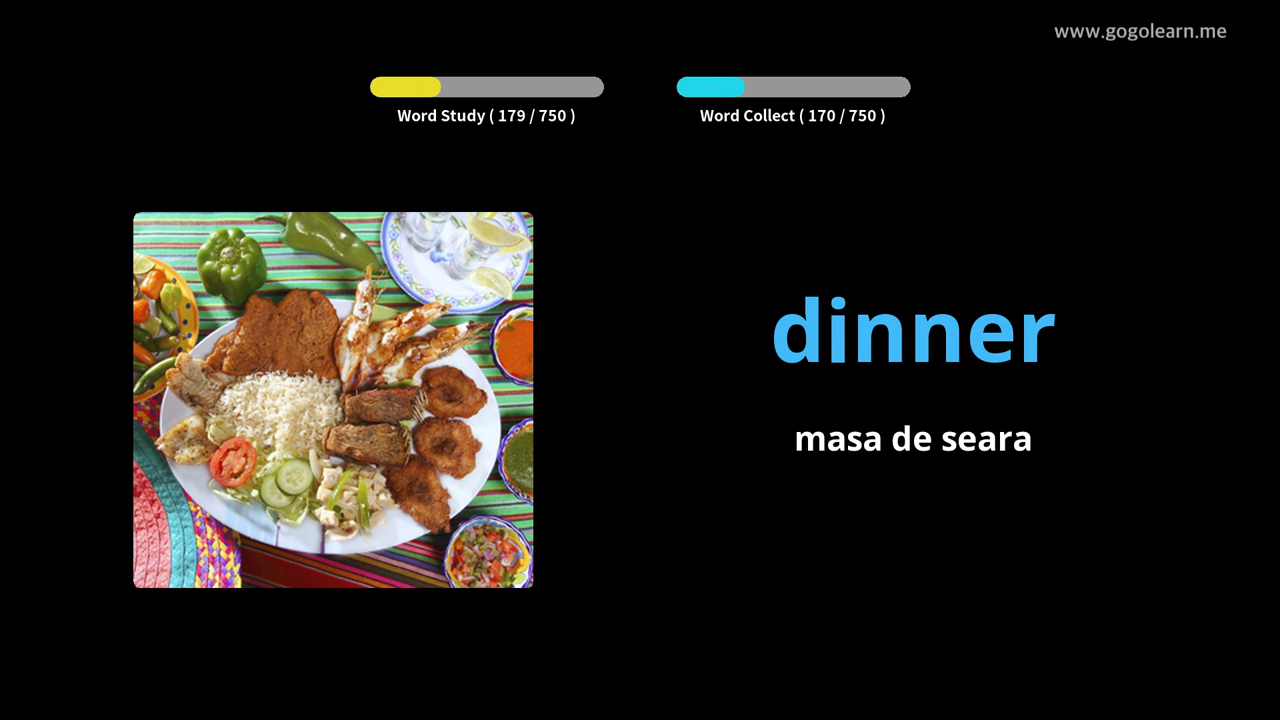 www.gogolearn.me
Word Study ( 179 / 750 )
Word Collect ( 170 / 750 )
dinner
masa de seara